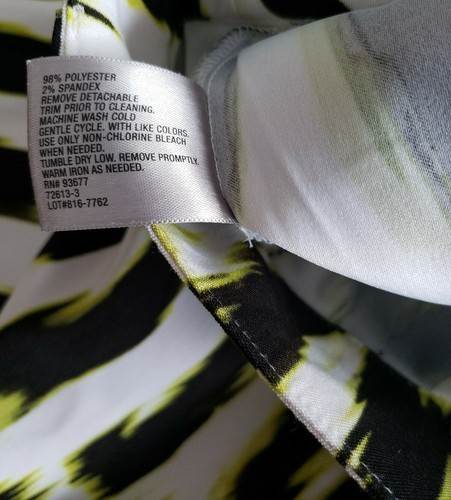 98% POLYESTER
2% SPANDEX
REMOVE DETACHABLE
TRIM PRIOR TO CLEANING.
MACHINE WASH COLD
GENTLE CYCLE. WITH LIKE COLORS.
USE ONLY NON-CHLORINE BLEACH
WHEN NEEDED.
TUMBLE DRY LOW. REMOVE PROMPTLY.
WARM IRON AS NEEDED.
RN# 93677
72613-3
LOT#816-7762